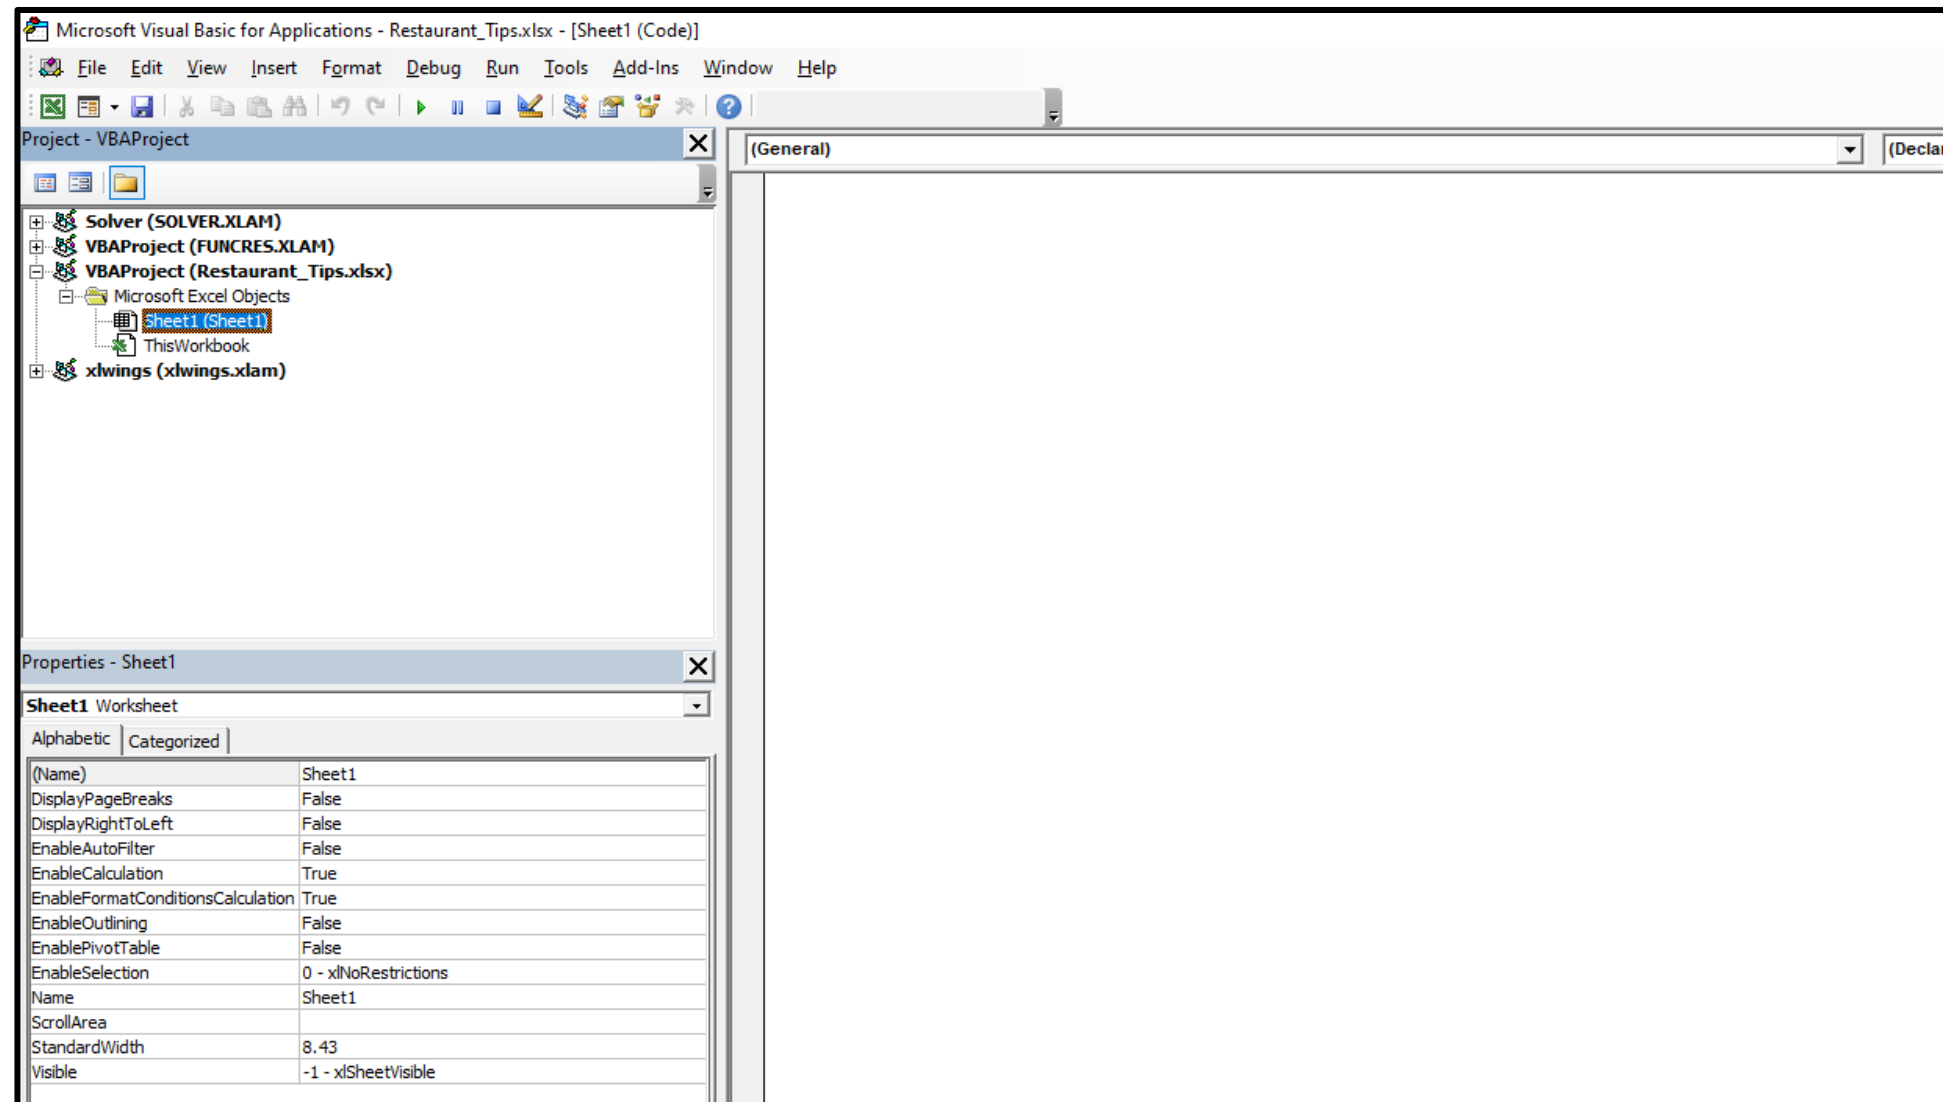 Microsoft Visual Basic for Applications - Restaurant_Tips.xlsx - [Sheet1 (Code)]
File Edit View Insert Format Debug Run Tools Add-Ins Window Help
Project - VBAProject
(General)
(Declar
Solver (SOLVER.XLAM)
VBAProject (FUNCRES.XLAM)
VBAProject (Restaurant_Tips.xlsx)
Microsoft Excel Objects
Sheet1 (Sheet1)
ThisWorkbook
xlwings (xlwings.xlam)
Properties - Sheet1
Sheet1 Worksheet
Alphabetic Categorized
(Name) Sheet1
DisplayPageBreaks False
DisplayRightToLeft False
EnableAutoFilter False
EnableCalculation True
EnableFormatConditionsCalculation True
EnableOutlining False
EnablePivotTable False
EnableSelection 0 - xlNoRestrictions
Name Sheet1
ScrollArea
StandardWidth 8.43
Visible -1 - xlSheetVisible